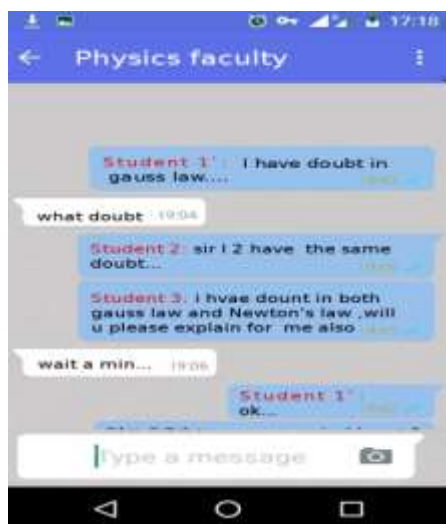 17:18
Physics faculty
Student 1' : I have doubt in
gauss law....
what doubt 19:04
Student 2: sir I 2 have the same
doubt...
Student 3: i hvae dount in both
gauss law and Newton's law ,will
u please explain for me also
wait a min... 19:06
Student 1'
ok...
Type a message